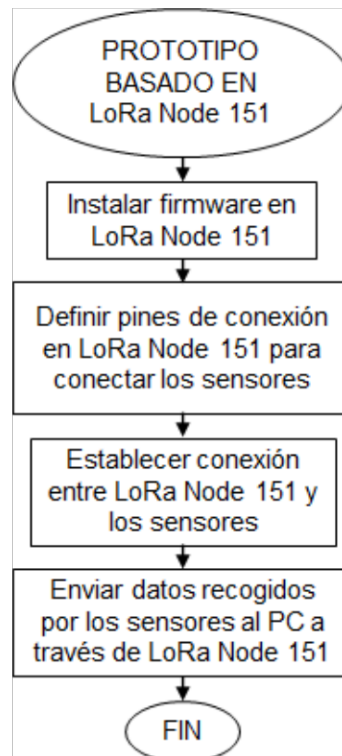 PROTOTIPO
BASADO EN
LoRa Node 151
Instalar firmware en
LoRa Node 151
Definir pines de conexión
en LoRa Node 151 para
conectar los sensores
Establecer conexión
entre LoRa Node 151 y
los sensores
Enviar datos recogidos
por los sensores al PC a
través de LoRa Node 151
FIN